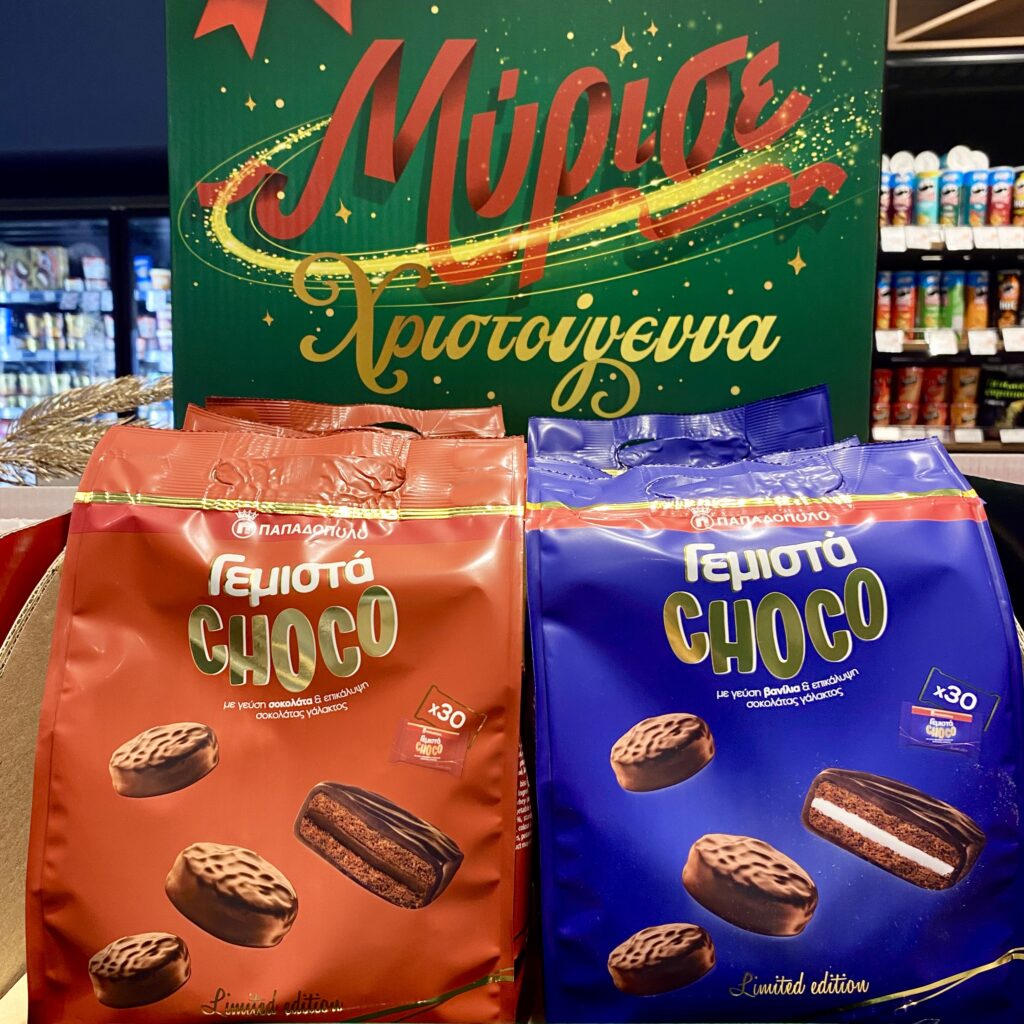 Μύρισε
Χριστούγεννα
ΠΑΠΑΔΟΠΟΥΛΟΥ
Γεμιστά
CHOCO
με γεύση σοκολάτα & επικάλυψη
σοκολάτας γάλακτος
x30
Γεμιστά
CHOCO
Limited edition
ΠΑΠΑΔΟΠΟΥΛΟΥ
Γεμιστά
CHOCO
με γεύση βανίλια & επικάλυψη
σοκολάτας γάλακτος
x30
Γεμιστά
CHOCO
Limited edition